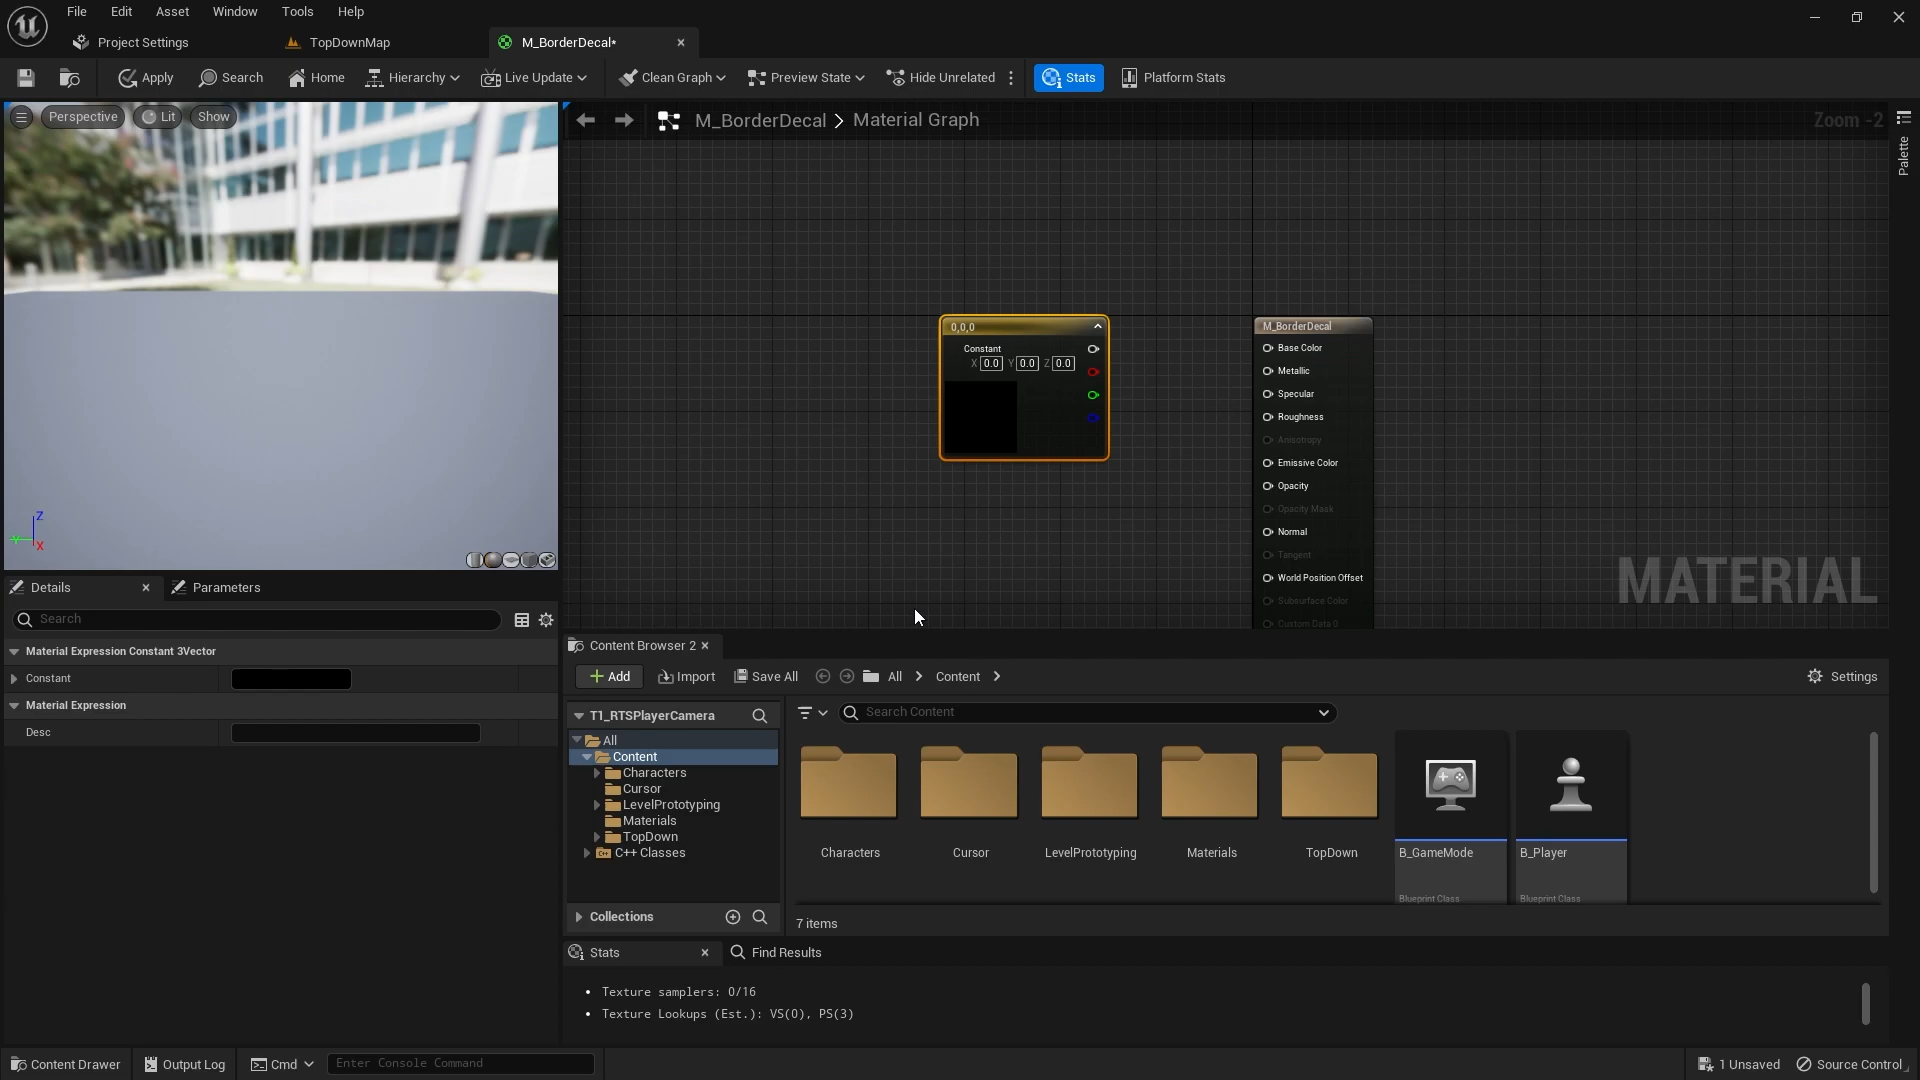 File Edit Asset Window Tools Help
Project Settings TopDownMap M_BorderDecal*
Apply Search Home Hierarchy Live Update Clean Graph Preview State Hide Unrelated Stats Platform Stats
Perspective Lit Show
M_BorderDecal > Material Graph
Zoom -2
Palette
0,0,0
Constant
X 0.0 Y 0.0 Z 0.0
M_BorderDecal
Base Color
Metallic
Specular
Roughness
Anisotropy
Emissive Color
Opacity
Opacity Mask
Normal
Tangent
World Position Offset
Subsurface Color
Custom Data 0
MATERIAL
Z
Y
X
Details Parameters
Search
Material Expression Constant 3Vector
Constant
Material Expression
Desc
Content Browser 2
Add Import Save All All Content Settings
T1_RTSPlayerCamera
Search Content
All
Content
Characters
Cursor
LevelPrototyping
Materials
TopDown
C++ Classes
Collections
Characters Cursor LevelPrototyping Materials TopDown B_GameMode B_Player
Blueprint Class Blueprint Class
7 items
Stats Find Results
• Texture samplers: 0/16
• Texture Lookups (Est.): VS(0), PS(3)
Content Drawer Output Log Cmd Enter Console Command 1 Unsaved Source Control